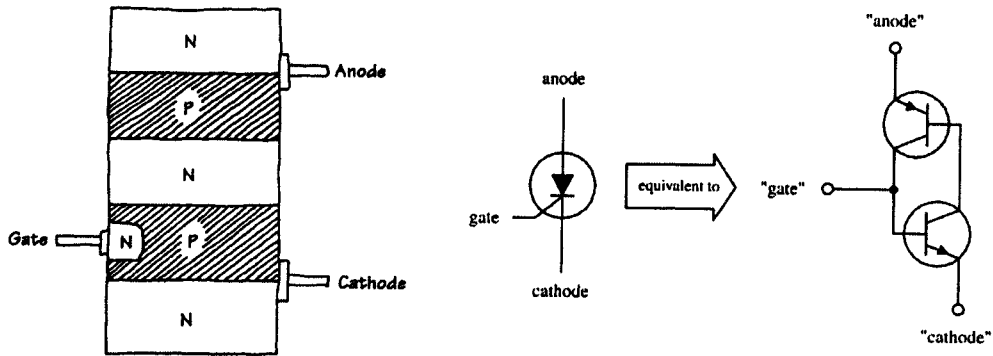 N
Anode
P
N
Gate
N
P
Cathode
N
anode
gate
cathode
equivalent to
"anode"
"gate"
"cathode"